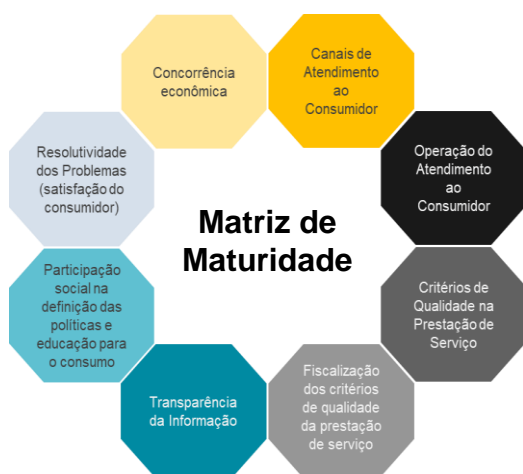 Concorrência
econômica
Canais de
Atendimento
ao
Consumidor
Operação do
Atendimento
ao
Consumidor
Critérios de
Qualidade na
Prestação de
Serviço
Fiscalização
dos critérios
de qualidade
da prestação
de serviço
Transparência
da Informação
Participação
social na
definição das
políticas e
educação para
o consumo
Resolutividade
dos Problemas
(satisfação do
consumidor)
Matriz de
Maturidade